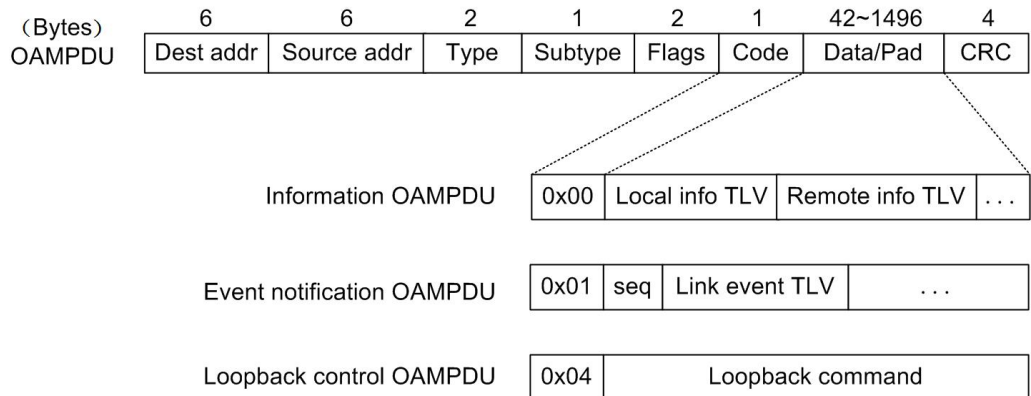 (Bytes) 6 6 2 1 2 1 42~1496 4
OAMPDU Dest addr Source addr Type Subtype Flags Code Data/Pad CRC
Information OAMPDU 0x00 Local info TLV Remote info TLV ...
Event notification OAMPDU 0x01 seq Link event TLV ...
Loopback control OAMPDU 0x04 Loopback command